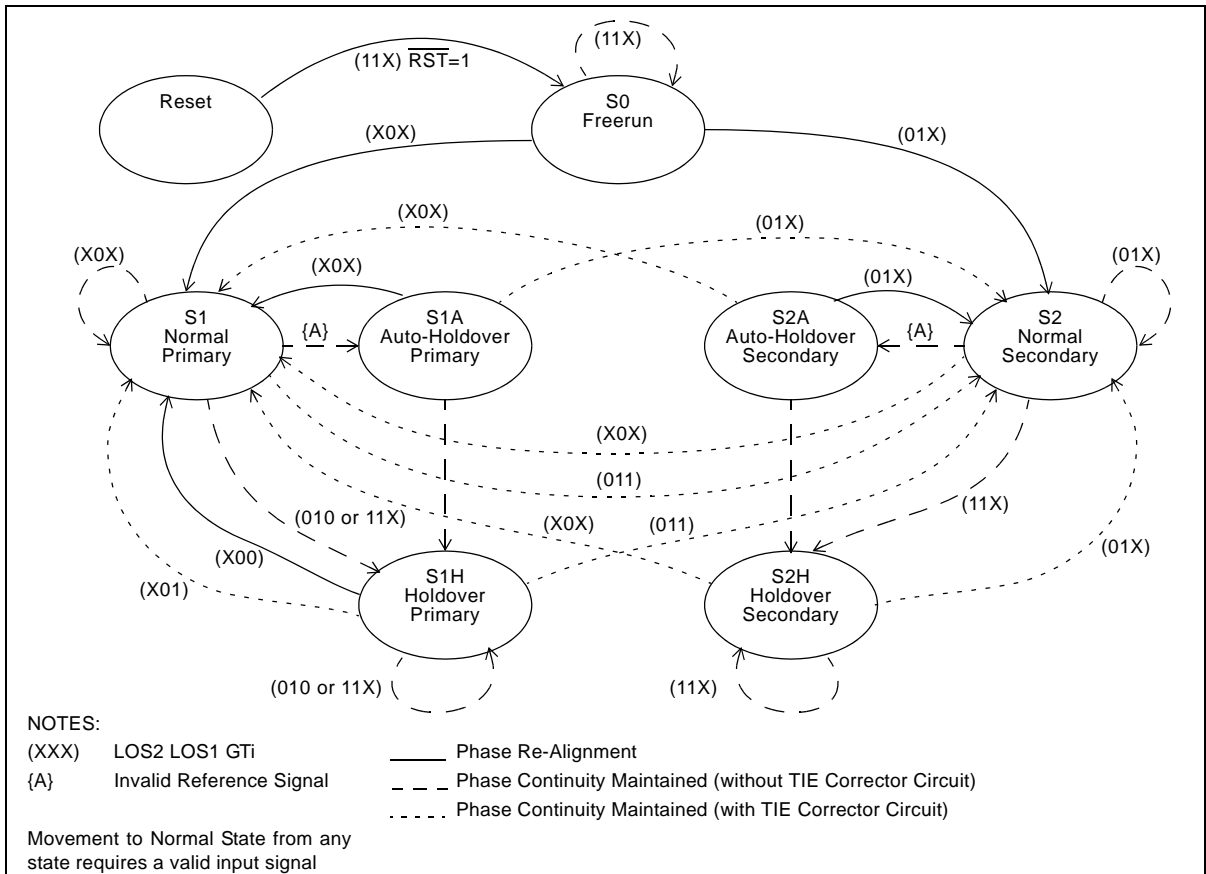 (11X)
(11X) R̅S̅T̅=1
Reset
S0
Freerun
(X0X)
(01X)
(X0X)
(01X)
(X0X)
(X0X)
(01X)
(01X)
S1
Normal
Primary
{A}
S1A
Auto-Holdover
Primary
S2A
Auto-Holdover
Secondary
{A}
S2
Normal
Secondary
(X0X)
(011)
(010 or 11X)
(X0X)
(011)
(11X)
(X00)
(01X)
(X01)
S1H
Holdover
Primary
S2H
Holdover
Secondary
(010 or 11X)
(11X)
NOTES:
(XXX) LOS2 LOS1 GTi
Phase Re-Alignment
{A} Invalid Reference Signal
Phase Continuity Maintained (without TIE Corrector Circuit)
Phase Continuity Maintained (with TIE Corrector Circuit)
Movement to Normal State from any
state requires a valid input signal